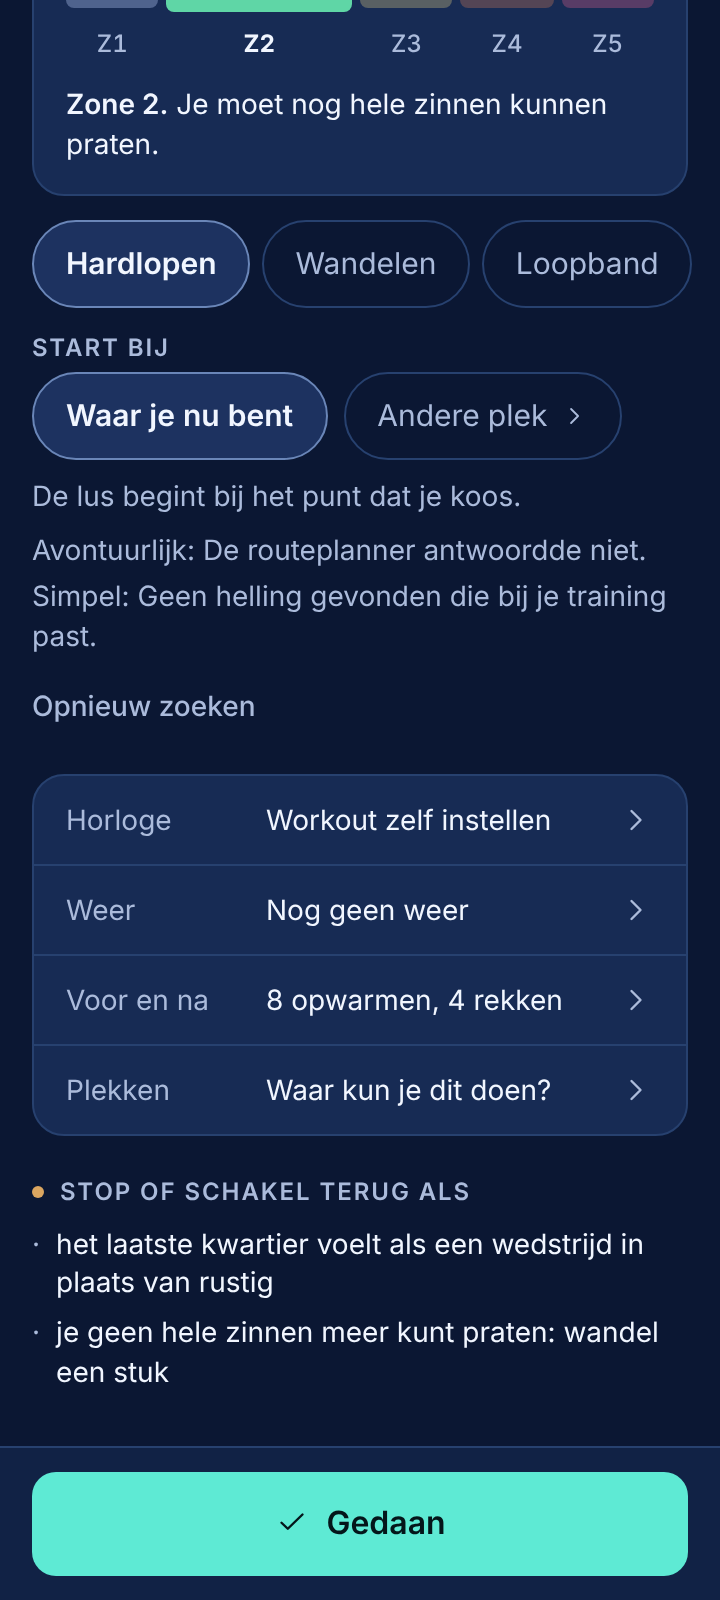 Z1 Z2 Z3 Z4 Z5
Zone 2. Je moet nog hele zinnen kunnen
praten.
Hardlopen Wandelen Loopband
START BIJ
Waar je nu bent Andere plek
De lus begint bij het punt dat je koos.
Avontuurlijk: De routeplanner antwoordde niet.
Simpel: Geen helling gevonden die bij je training
past.
Opnieuw zoeken
Horloge Workout zelf instellen
Weer Nog geen weer
Voor en na 8 opwarmen, 4 rekken
Plekken Waar kun je dit doen?
STOP OF SCHAKEL TERUG ALS
· het laatste kwartier voelt als een wedstrijd in
plaats van rustig
· je geen hele zinnen meer kunt praten: wandel
een stuk
Gedaan